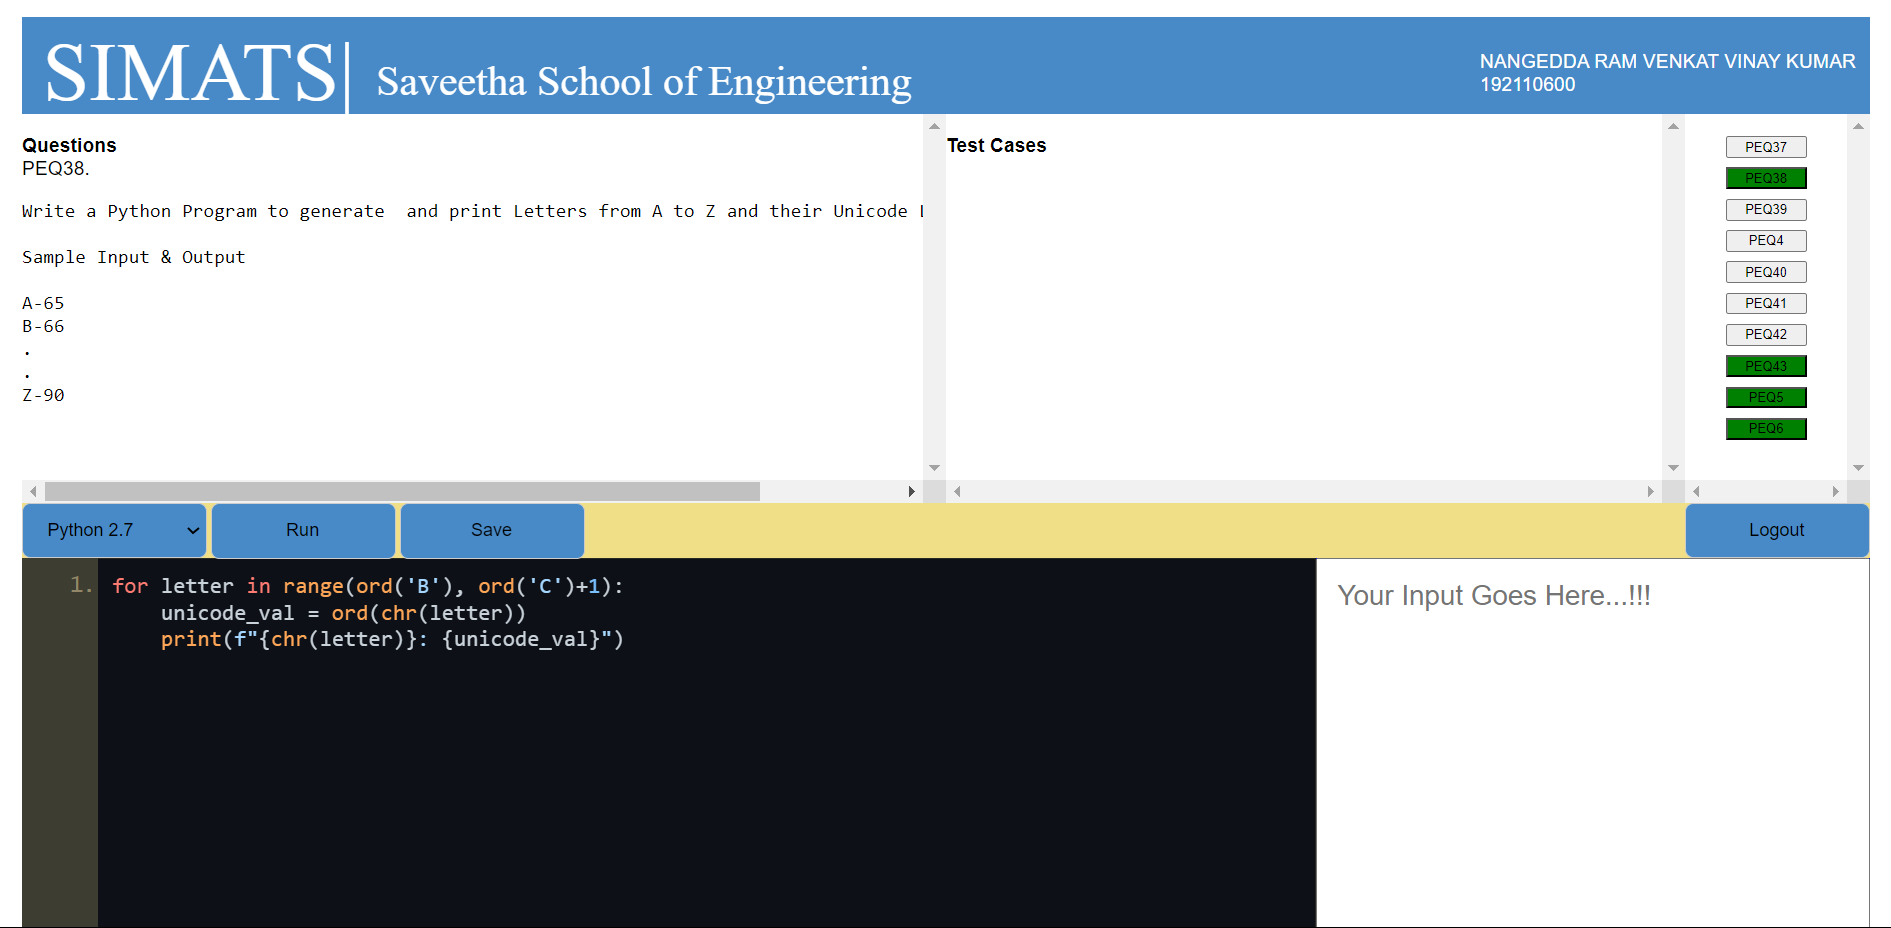 SIMATS
Saveetha School of Engineering
NANGEDDA RAM VENKAT VINAY KUMAR
192110600
Questions
PEQ38.
Write a Python Program to generate  and print Letters from A to Z and their Unicode
Sample Input & Output
A-65
B-66
.
.
Z-90
Test Cases
PEQ37
PEQ38
PEQ39
PEQ4
PEQ40
PEQ41
PEQ42
PEQ43
PEQ5
PEQ6
Python 2.7
Run
Save
Logout
1.
for letter in range(ord('B'), ord('C')+1):
    unicode_val = ord(chr(letter))
    print(f"{chr(letter)}: {unicode_val}")
Your Input Goes Here...!!!